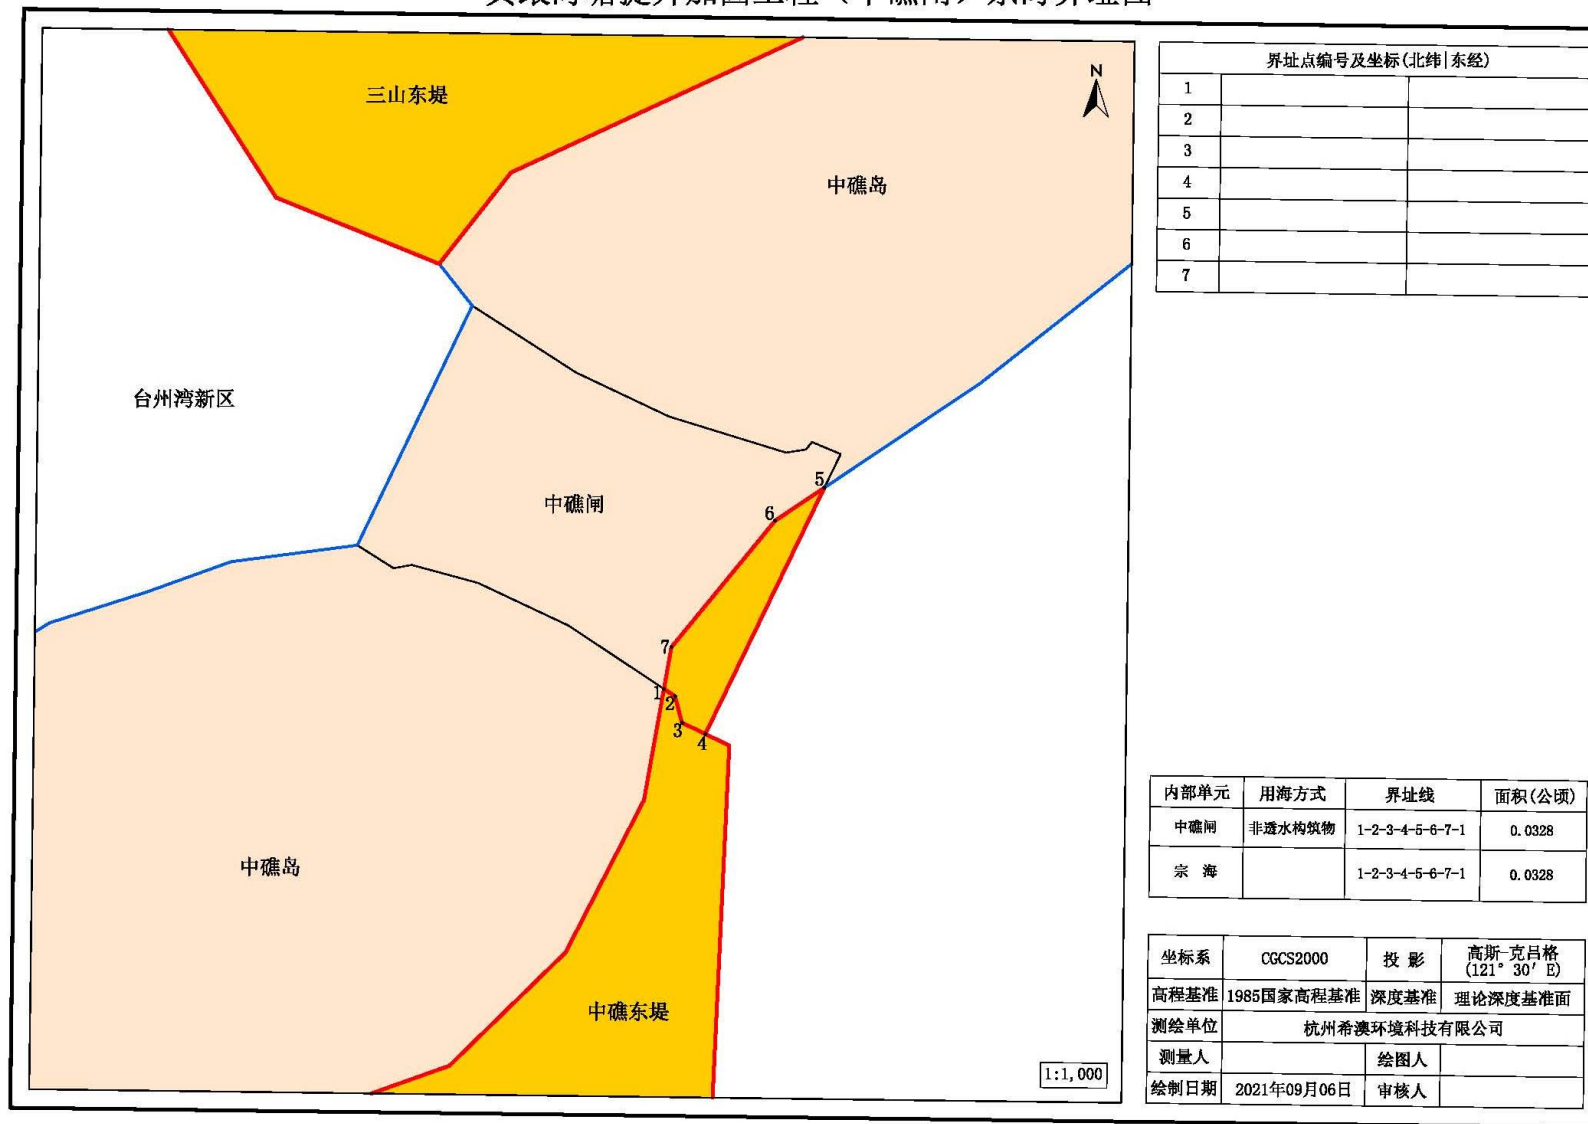 三山东堤
N
中礁岛
台州湾新区
中礁闸
5
6
7
1
2
3
4
中礁岛
中礁东堤
1:1,000
界址点编号及坐标(北纬|东经)
1
2
3
4
5
6
7
内部单元 用海方式 界址线 面积(公顷)
中礁闸 非透水构筑物 1-2-3-4-5-6-7-1 0.0328
宗 海 1-2-3-4-5-6-7-1 0.0328
坐标系 CGCS2000 投 影 高斯-克吕格
(121° 30′ E)
高程基准 1985国家高程基准 深度基准 理论深度基准面
测绘单位 杭州希澳环境科技有限公司
测量人 绘图人
绘制日期 2021年09月06日 审核人